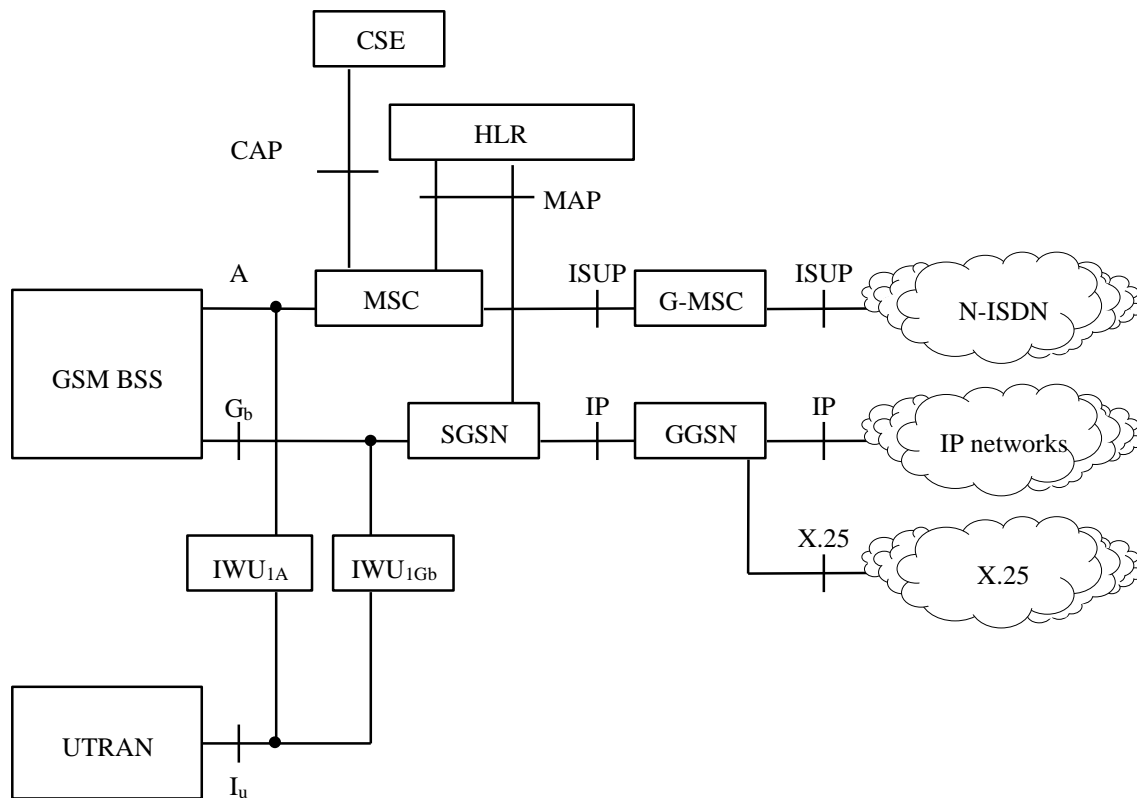 CSE
HLR
CAP
MAP
A
ISUP
ISUP
MSC
G-MSC
N-ISDN
GSM BSS
Gb
IP
IP
SGSN
GGSN
IP networks
X.25
IWU1A
IWU1Gb
X.25
UTRAN
Iu